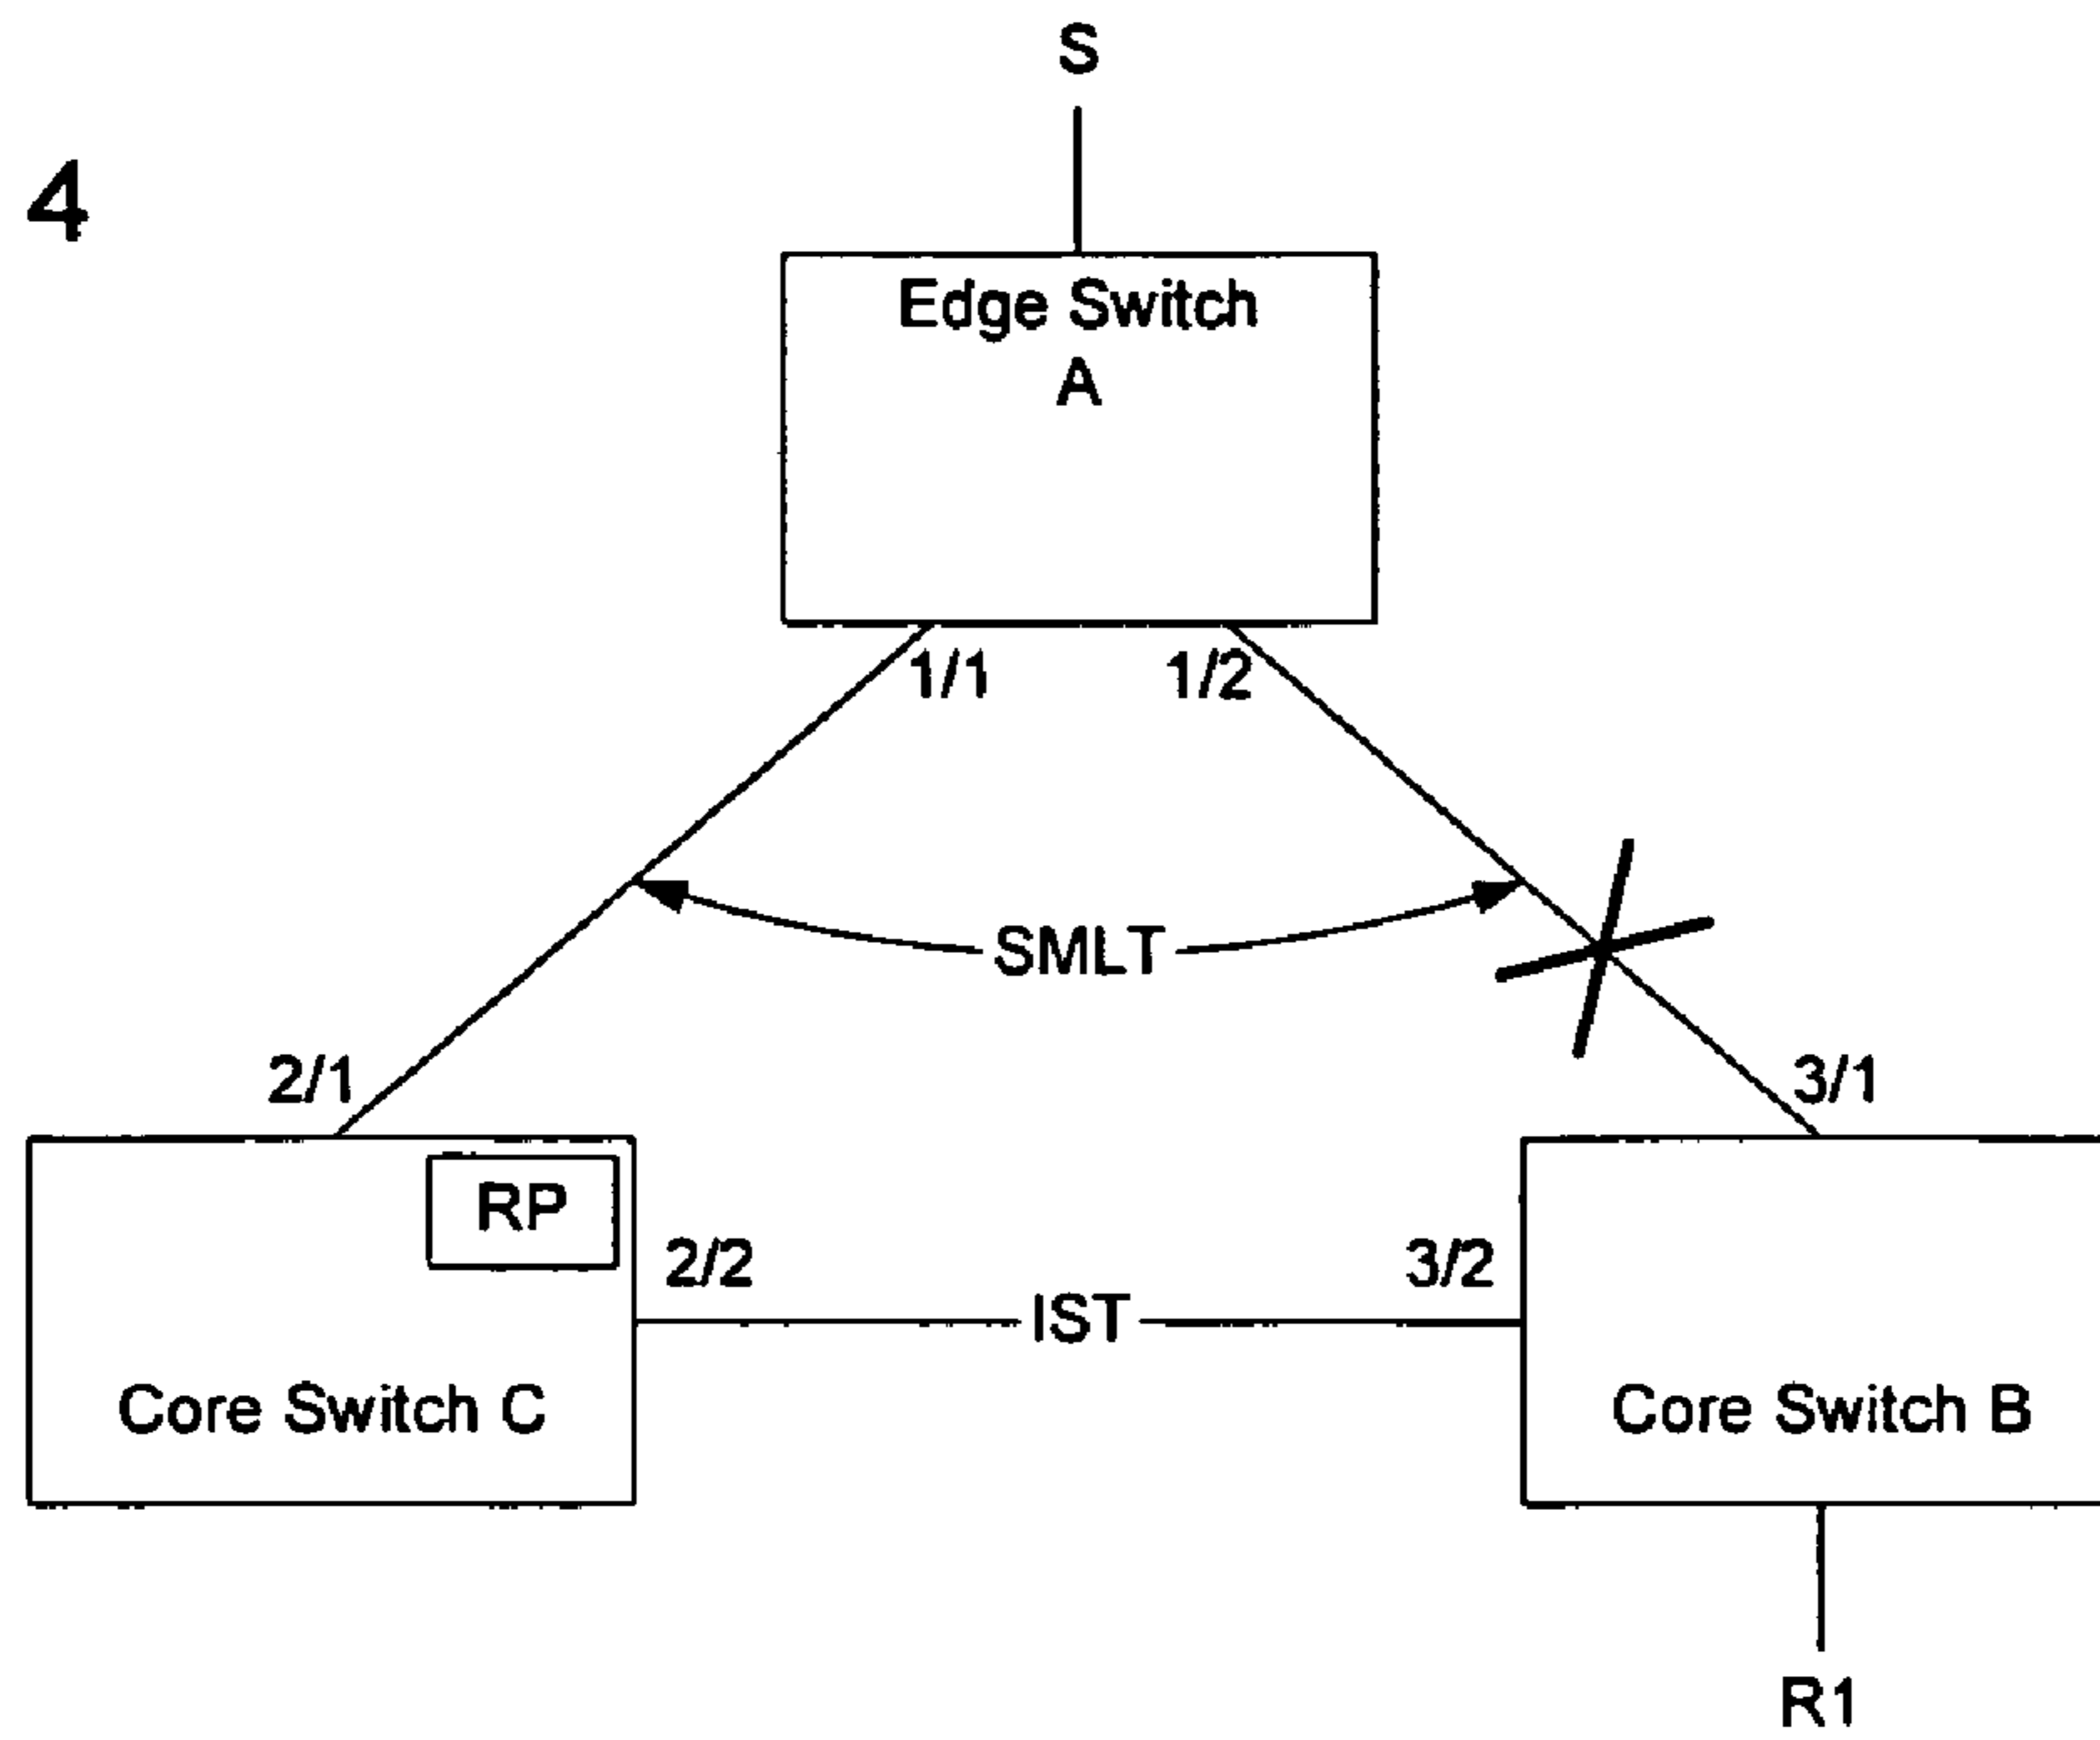 S
4
Edge Switch
A
1/1
1/2
SMLT
2/1
3/1
RP
2/2
3/2
IST
Core Switch C
Core Switch B
R1